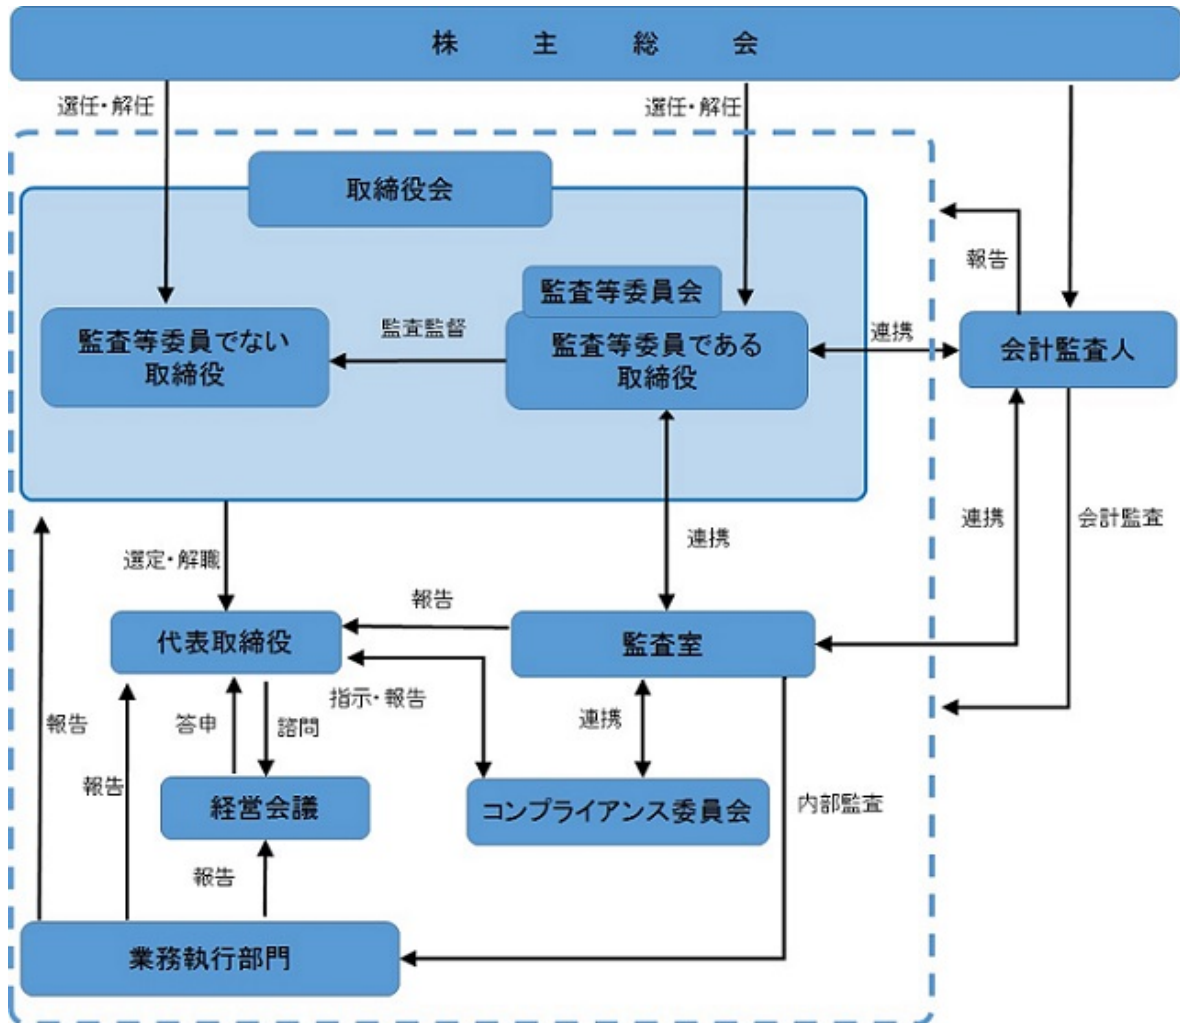 株主総会
選任・解任
選任・解任
取締役会
報告
監査等委員会
監査等委員でない
取締役
監査監督
監査等委員である
取締役
連携
会計監査人
連携
会計監査
選定・解職
連携
報告
代表取締役
監査室
指示・報告
報告
答申
諮問
連携
報告
経営会議
コンプライアンス委員会
内部監査
報告
業務執行部門